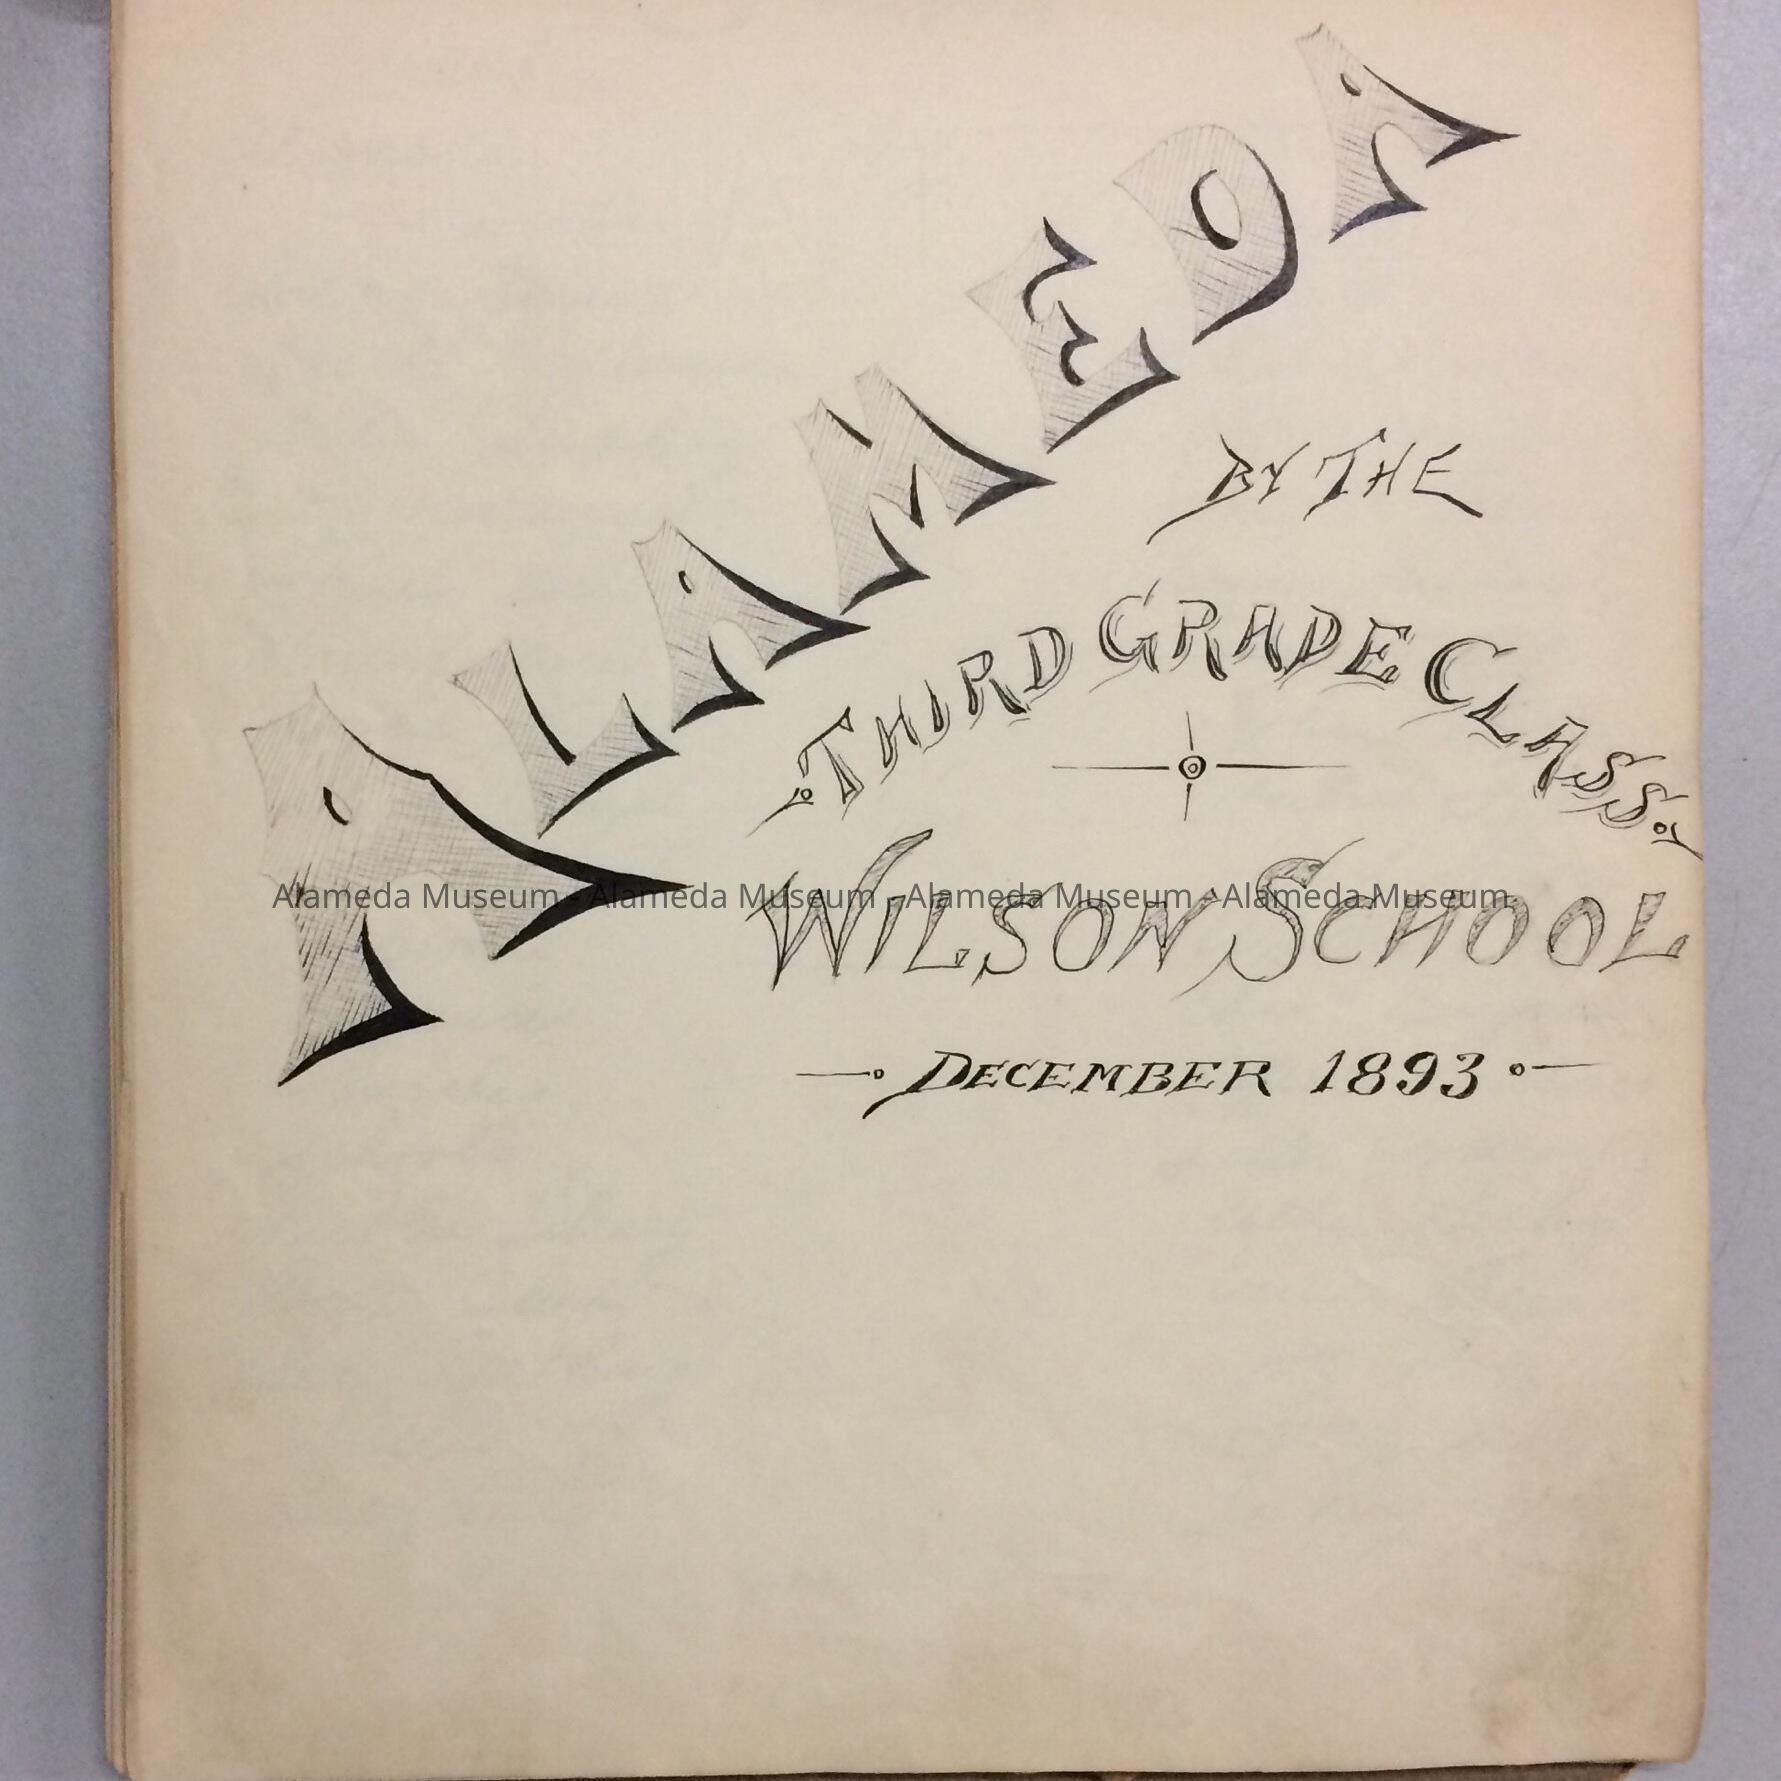 ALAMEDA
BY THE
THIRD GRADE CLASS
Alameda Museum - Alameda Museum - Alameda Museum - Alameda Museum
WILSON SCHOOL
DECEMBER 1893